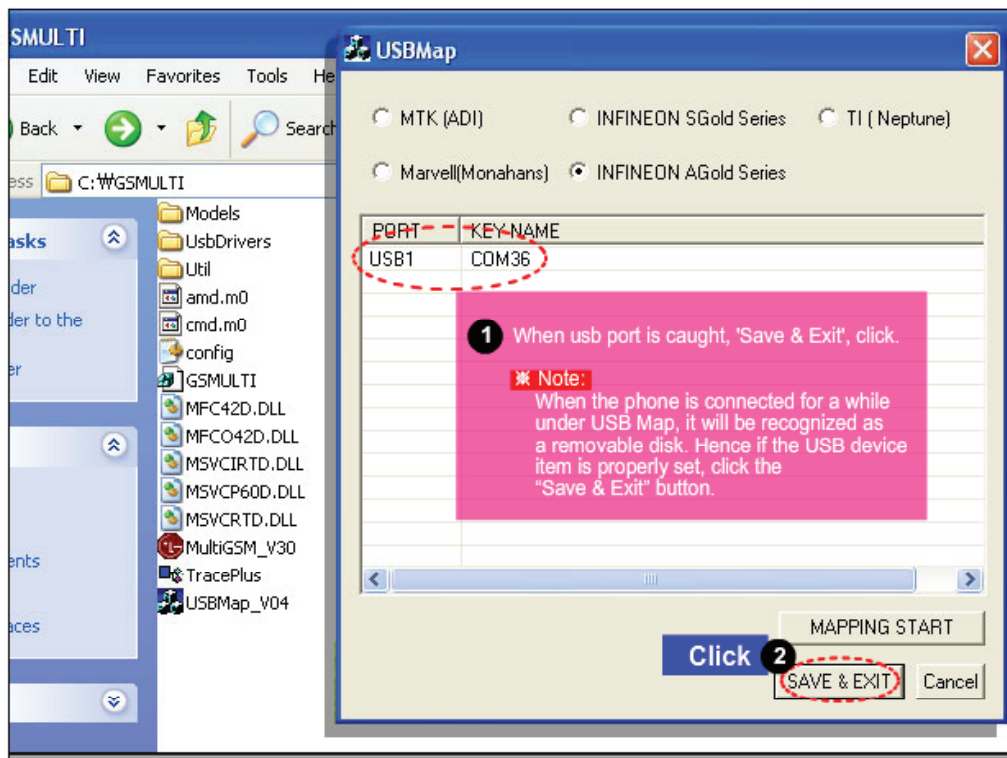 SMULTI
Edit View Favorites Tools He
Back Search
ess C:₩GSMULTI
asks
der
der to the
er
ents
aces
Models
UsbDrivers
Util
amd.m0
cmd.m0
config
GSMULTI
MFC42D.DLL
MFCO42D.DLL
MSVCIRTD.DLL
MSVCP60D.DLL
MSVCRTD.DLL
MultiGSM_V30
TracePlus
USBMap_V04
USBMap
MTK (ADI) INFINEON SGold Series TI ( Neptune)
Marvell(Monahans) INFINEON AGold Series
PORT KEY-NAME
USB1 COM36
1 When usb port is caught, 'Save & Exit', click.
※ Note:
When the phone is connected for a while
under USB Map, it will be recognized as
a removable disk. Hence if the USB device
item is properly set, click the
“Save & Exit” button.
MAPPING START
Click 2
SAVE & EXIT Cancel